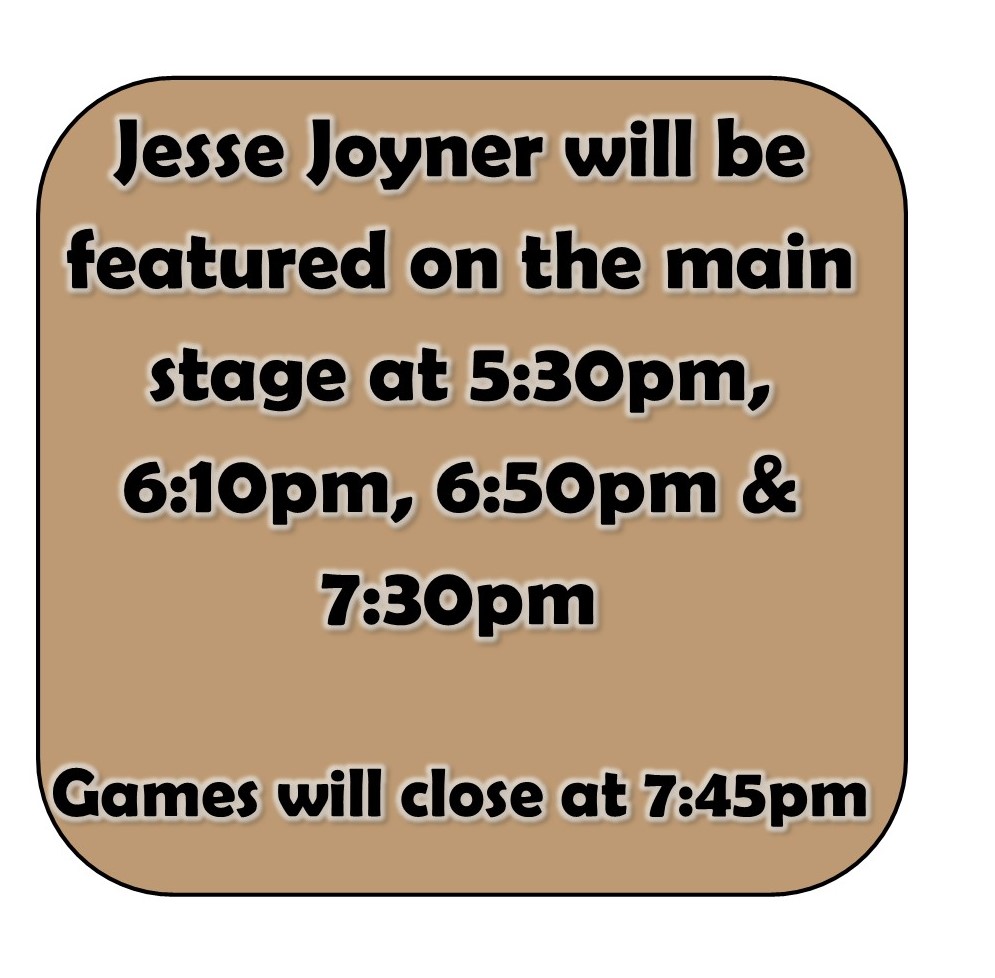 Jesse Joyner will be
featured on the main
stage at 5:30pm,
6:10pm, 6:50pm &
7:30pm
Games will close at 7:45pm